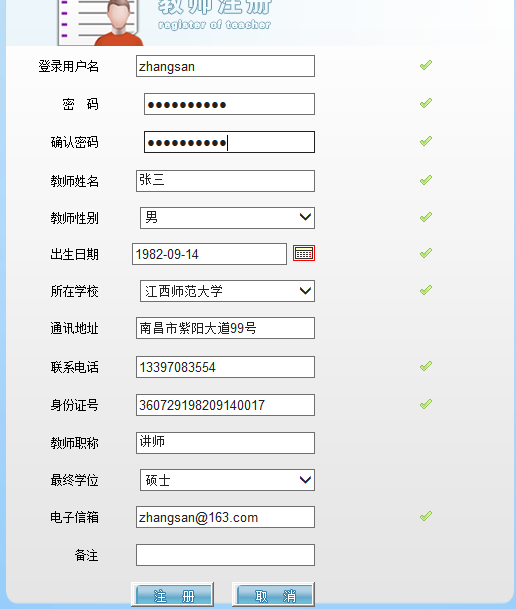 教师注册
register of teacher
登录用户名 zhangsan
密 码 ●●●●●●●●●●
确认密码 ●●●●●●●●●●
教师姓名 张三
教师性别 男
出生日期 1982-09-14
所在学校 江西师范大学
通讯地址 南昌市紫阳大道99号
联系电话 13397083554
身份证号 360729198209140017
教师职称 讲师
最终学位 硕士
电子信箱 zhangsan@163.com
备注
注 册 取 消